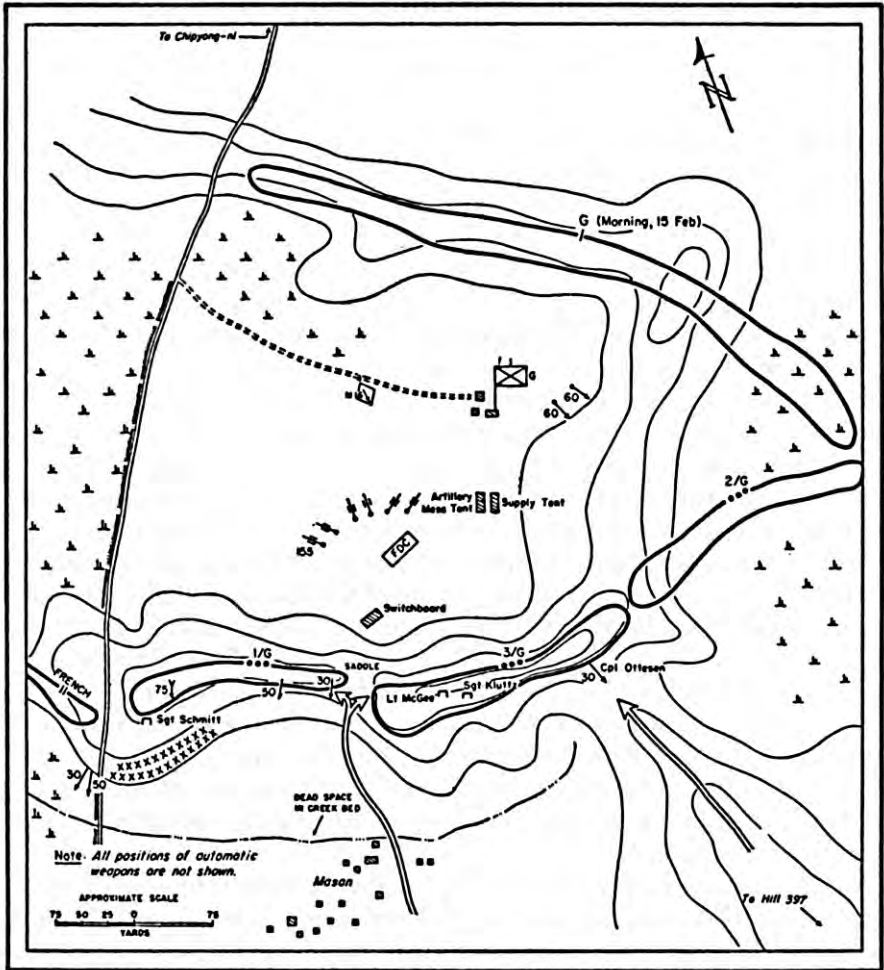 To Chipyong-ni
N
G (Morning, 15 Feb)
G
60
60
2/G
Artillery
Mess Tent
Supply Tent
155
FDC
Switchboard
1/G
3/G
SADDLE
FRENCH
75
50
30
Lt McGee
Sgt Kluttz
30
Cpl Ottesen
Sgt Schmitt
30
50
XXXXXXXXXX
XXXXXXXXXX
DEAD SPACE
IN CREEK BED
Note: All positions of automatic
weapons are not shown.
Masan
APPROXIMATE SCALE
75 50 25 0 75
YARDS
To Hill 397